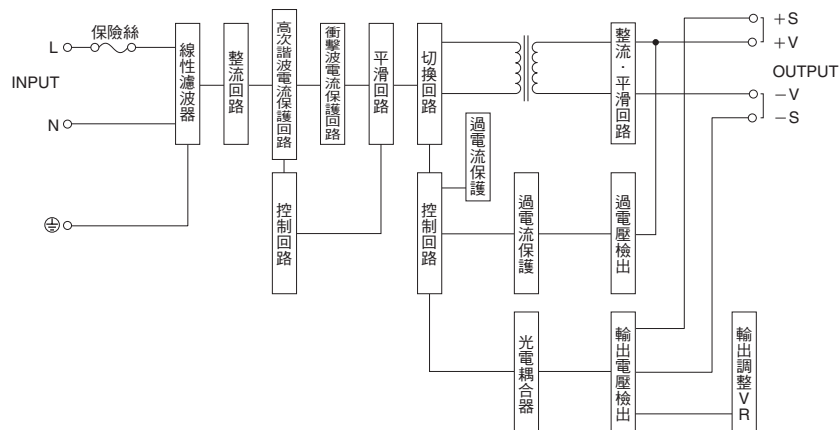 保險絲
L
INPUT
N
線性濾波器
整流回路
高次諧波電流保護回路
衝擊波電流保護回路
平滑回路
切換回路
整流・平滑回路
+S
+V
OUTPUT
−V
−S
過電流保護
控制回路
控制回路
過電流保護
過電壓檢出
光電耦合器
輸出電壓檢出
輸出調整VR